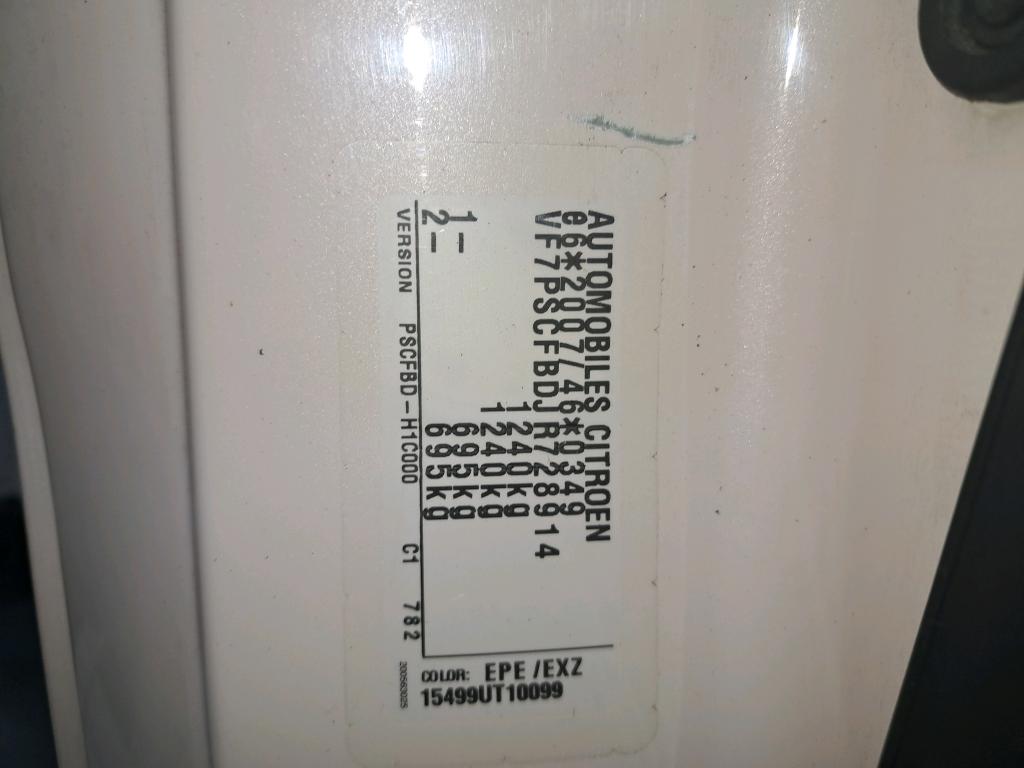 AUTOMOBILES CITROEN
e6*2007/46*0349
VF7PSCFBDJR728914
1240kg
1240kg
1- 695kg
2- 695kg
VERSION PSCFBD-H1C000 C1 782
COLOR: EPE/EXZ
15499UT10099